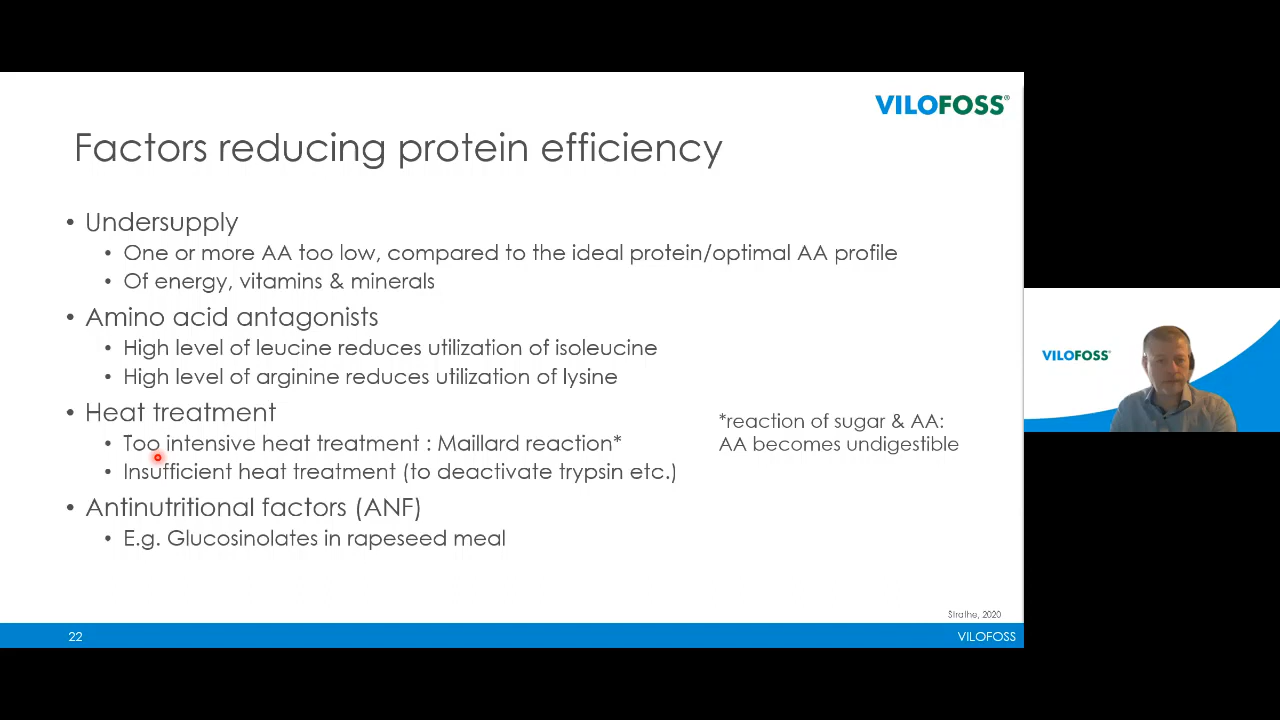 VILOFOSS®
Factors reducing protein efficiency
• Undersupply
• One or more AA too low, compared to the ideal protein/optimal AA profile
• Of energy, vitamins & minerals
• Amino acid antagonists
• High level of leucine reduces utilization of isoleucine
• High level of arginine reduces utilization of lysine
• Heat treatment
• Too intensive heat treatment : Maillard reaction*
• Insufficient heat treatment (to deactivate trypsin etc.)
*reaction of sugar & AA:
AA becomes undigestible
• Antinutritional factors (ANF)
• E.g. Glucosinolates in rapeseed meal
Strathe, 2020
22
VILOFOSS
VILOFOSS®